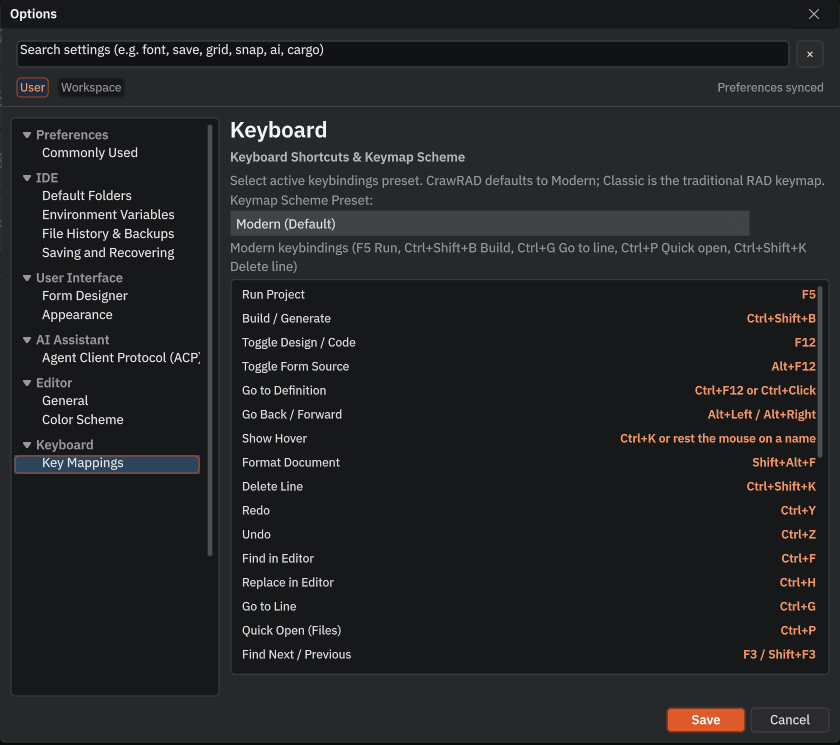 Options
Search settings (e.g. font, save, grid, snap, ai, cargo)
×
User
Workspace
Preferences synced
Preferences
Commonly Used
IDE
Default Folders
Environment Variables
File History & Backups
Saving and Recovering
User Interface
Form Designer
Appearance
AI Assistant
Agent Client Protocol (ACP)
Editor
General
Color Scheme
Keyboard
Key Mappings
Keyboard
Keyboard Shortcuts & Keymap Scheme
Select active keybindings preset. CrawRAD defaults to Modern; Classic is the traditional RAD keymap.
Keymap Scheme Preset:
Modern (Default)
Modern keybindings (F5 Run, Ctrl+Shift+B Build, Ctrl+G Go to line, Ctrl+P Quick open, Ctrl+Shift+K
Delete line)
Run Project F5
Build / Generate Ctrl+Shift+B
Toggle Design / Code F12
Toggle Form Source Alt+F12
Go to Definition Ctrl+F12 or Ctrl+Click
Go Back / Forward Alt+Left / Alt+Right
Show Hover Ctrl+K or rest the mouse on a name
Format Document Shift+Alt+F
Delete Line Ctrl+Shift+K
Redo Ctrl+Y
Undo Ctrl+Z
Find in Editor Ctrl+F
Replace in Editor Ctrl+H
Go to Line Ctrl+G
Quick Open (Files) Ctrl+P
Find Next / Previous F3 / Shift+F3
Save
Cancel